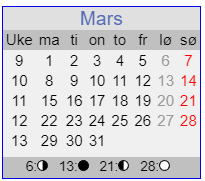 Mars
Uke ma ti on to fr lø sø
9 1 2 3 4 5 6 7
10 8 9 10 11 12 13 14
11 15 16 17 18 19 20 21
12 22 23 24 25 26 27 28
13 29 30 31
6: 13: 21: 28: